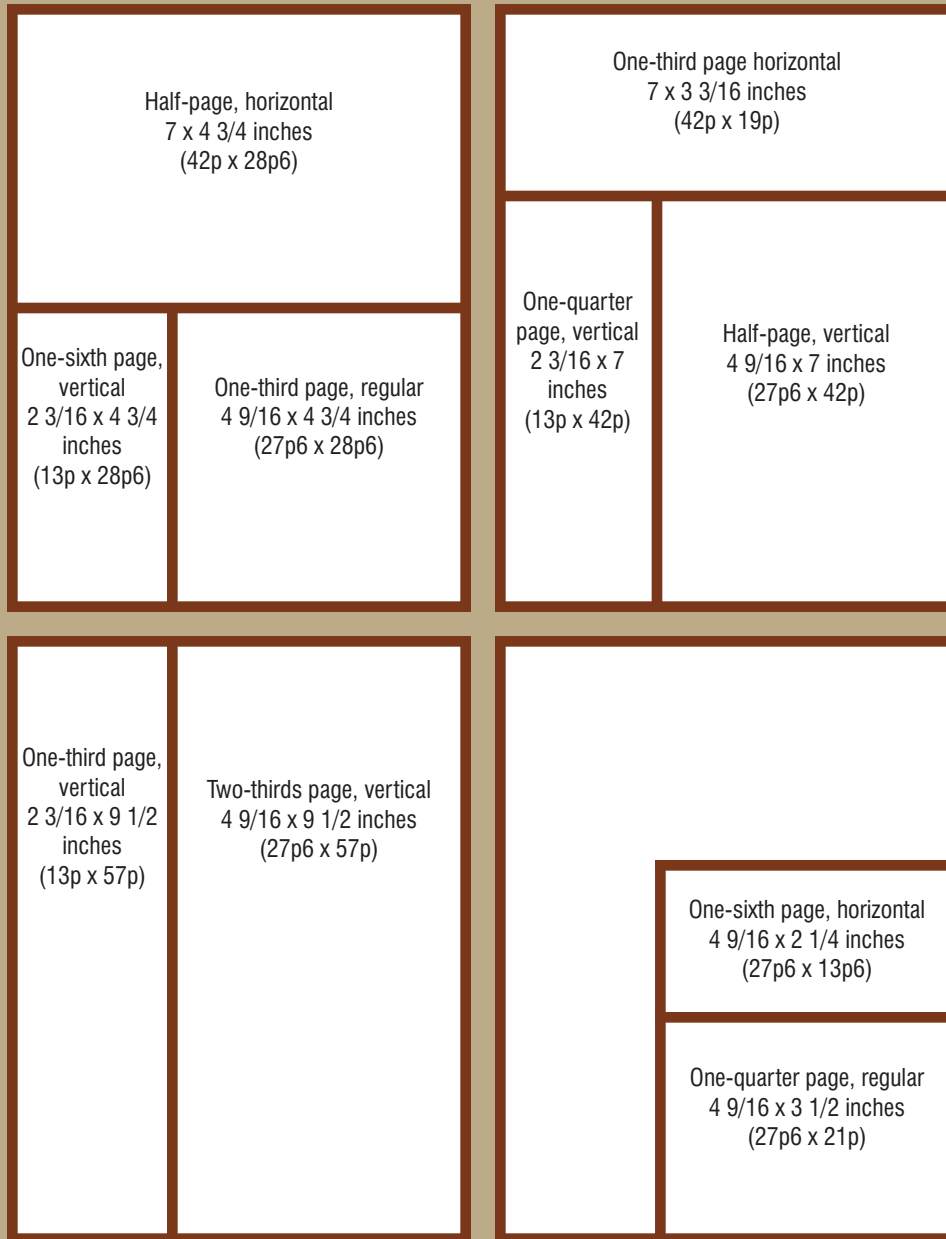 Half-page, horizontal
7 x 4 3/4 inches
(42p x 28p6)
One-sixth page,
vertical
2 3/16 x 4 3/4
inches
(13p x 28p6)
One-third page, regular
4 9/16 x 4 3/4 inches
(27p6 x 28p6)
One-third page horizontal
7 x 3 3/16 inches
(42p x 19p)
One-quarter
page, vertical
2 3/16 x 7
inches
(13p x 42p)
Half-page, vertical
4 9/16 x 7 inches
(27p6 x 42p)
One-third page,
vertical
2 3/16 x 9 1/2
inches
(13p x 57p)
Two-thirds page, vertical
4 9/16 x 9 1/2 inches
(27p6 x 57p)
One-sixth page, horizontal
4 9/16 x 2 1/4 inches
(27p6 x 13p6)
One-quarter page, regular
4 9/16 x 3 1/2 inches
(27p6 x 21p)